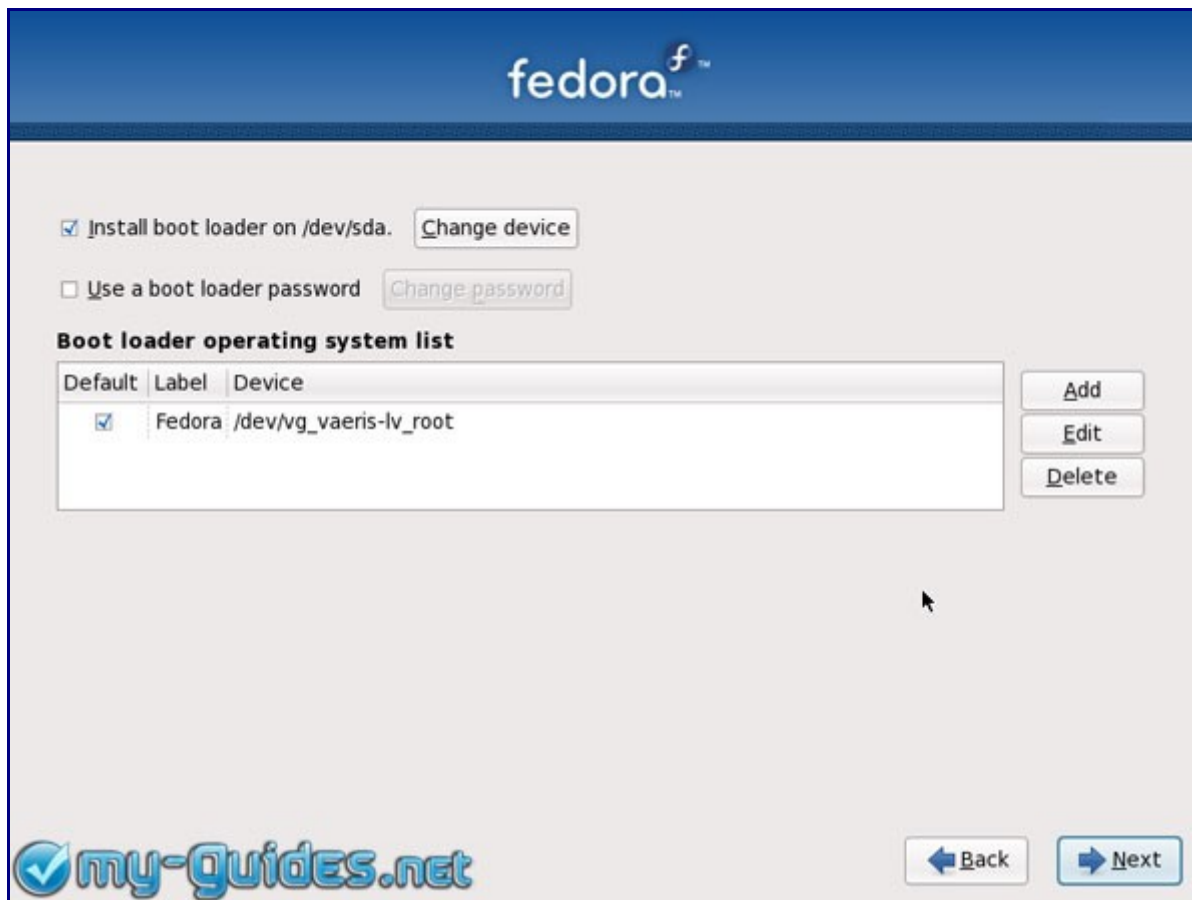 fedora™
Install boot loader on /dev/sda. Change device
Use a boot loader password Change password
Boot loader operating system list
Default Label Device
Fedora /dev/vg_vaeris-lv_root
Add
Edit
Delete
my-guides.net
Back Next